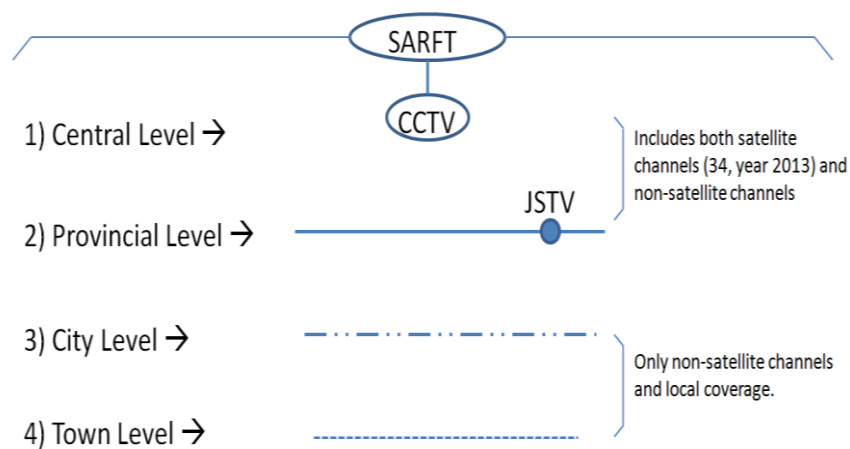 SARFT
CCTV
1) Central Level →
Includes both satellite
channels (34, year 2013) and
non-satellite channels
JSTV
2) Provincial Level →
3) City Level →
Only non-satellite channels
and local coverage.
4) Town Level →